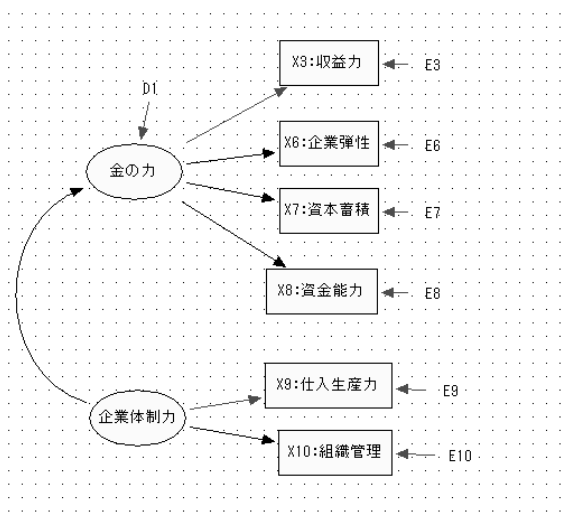 X3:収益力
E3
D1
X6:企業弾性
E6
金の力
X7:資本蓄積
E7
X8:資金能力
E8
X9:仕入生産力
E9
企業体制力
X10:組織管理
E10